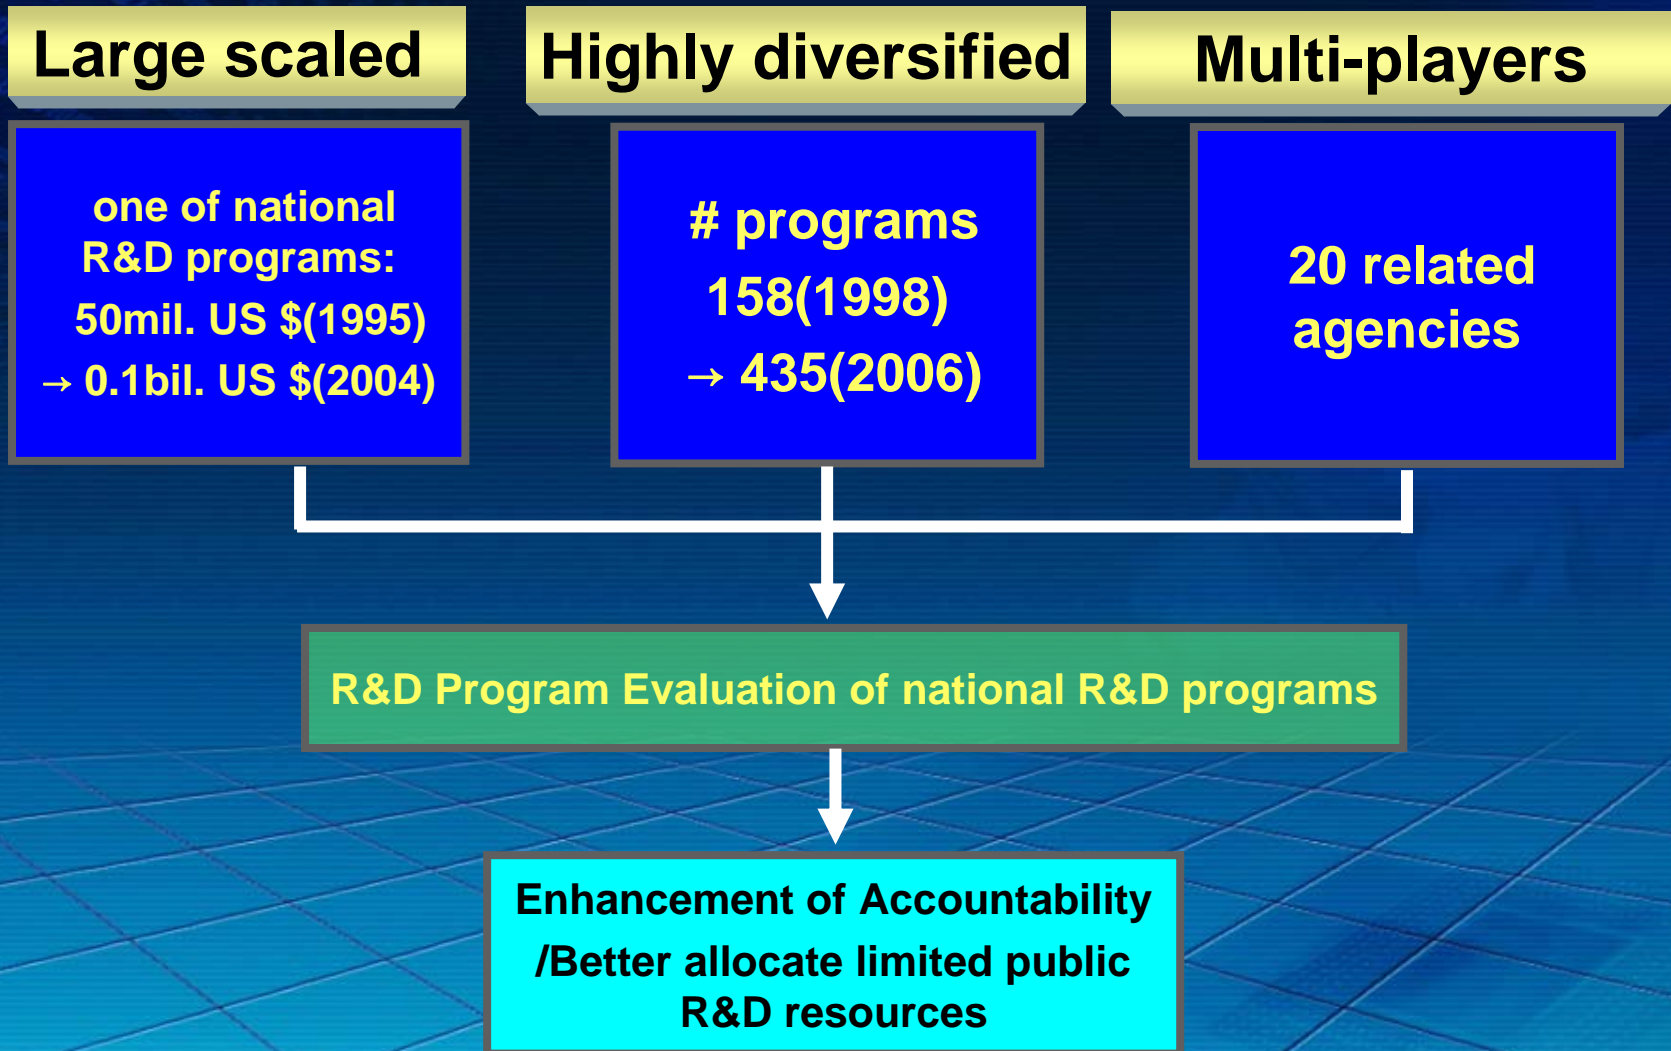 Large scaled
Highly diversified
Multi-players
one of national
R&D programs:
50mil. US $(1995)
→ 0.1bil. US $(2004)
# programs
158(1998)
→ 435(2006)
20 related
agencies
R&D Program Evaluation of national R&D programs
Enhancement of Accountability
/Better allocate limited public
R&D resources